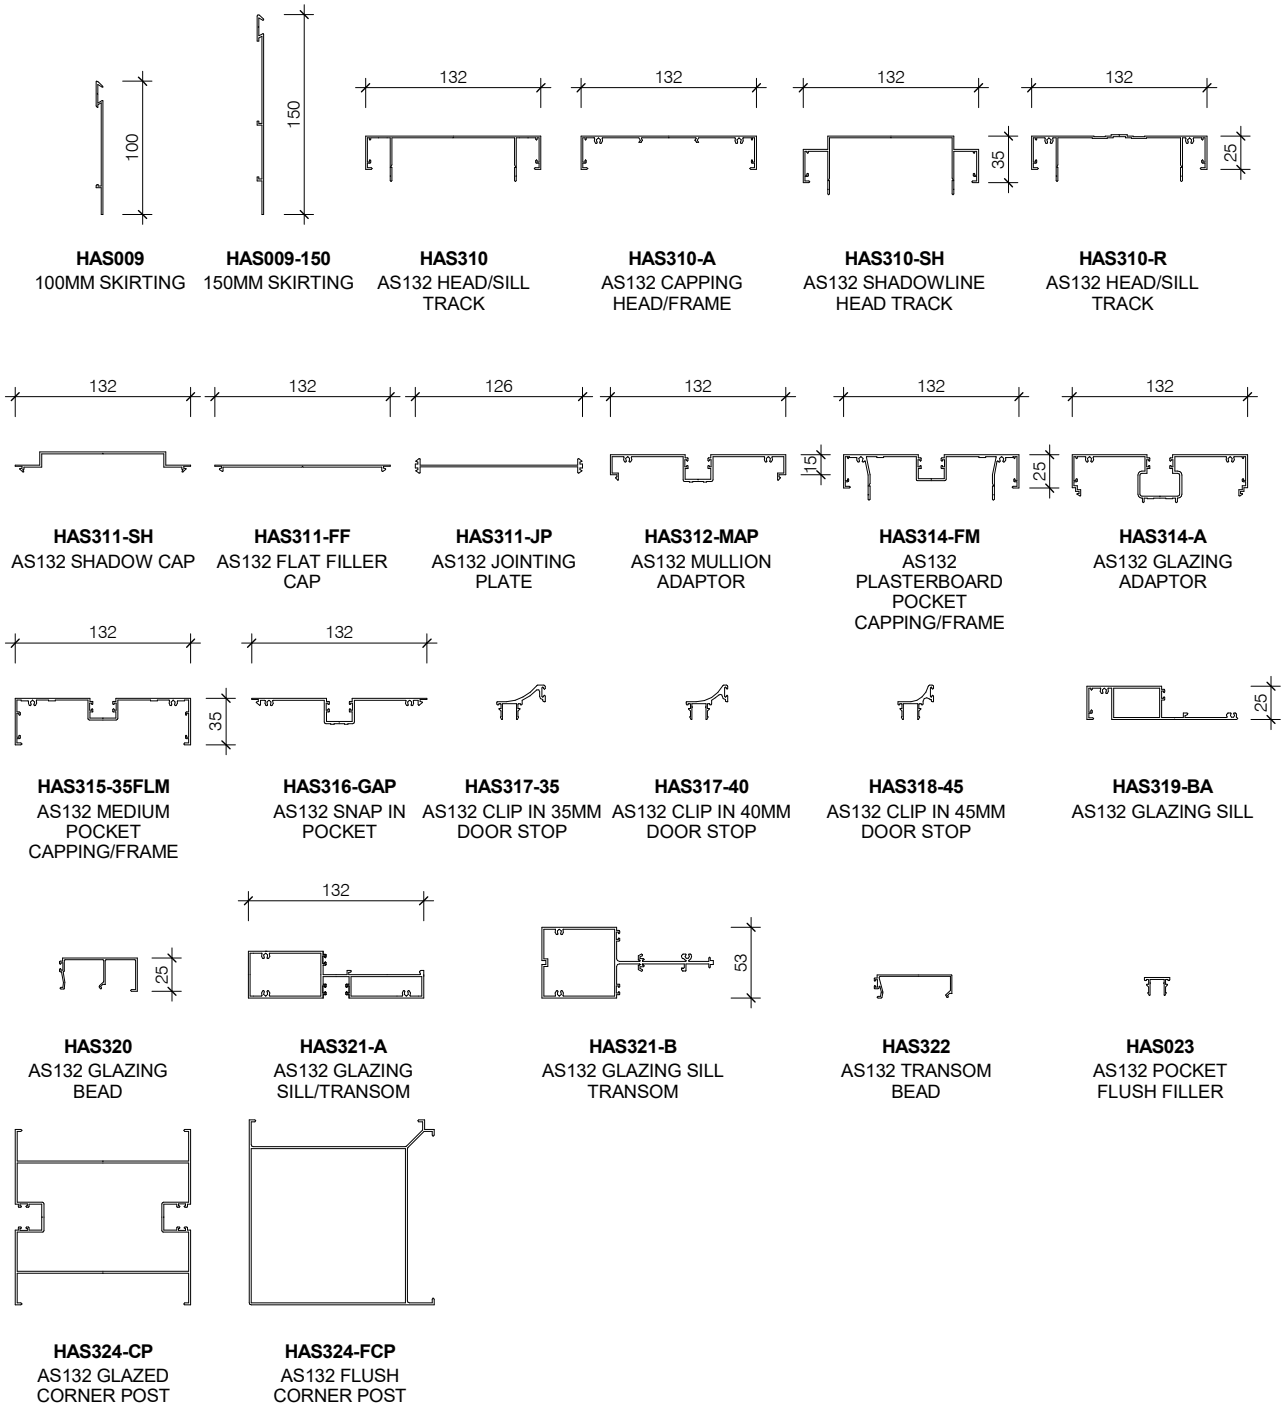 100
150
132
132
132
35
132
25
HAS009
100MM SKIRTING
HAS009-150
150MM SKIRTING
HAS310
AS132 HEAD/SILL
TRACK
HAS310-A
AS132 CAPPING
HEAD/FRAME
HAS310-SH
AS132 SHADOWLINE
HEAD TRACK
HAS310-R
AS132 HEAD/SILL
TRACK
132
132
126
132
15
132
25
132
HAS311-SH
AS132 SHADOW CAP
HAS311-FF
AS132 FLAT FILLER
CAP
HAS311-JP
AS132 JOINTING
PLATE
HAS312-MAP
AS132 MULLION
ADAPTOR
HAS314-FM
AS132
PLASTERBOARD
POCKET
CAPPING/FRAME
HAS314-A
AS132 GLAZING
ADAPTOR
132
35
132
25
HAS315-35FLM
AS132 MEDIUM
POCKET
CAPPING/FRAME
HAS316-GAP
AS132 SNAP IN
POCKET
HAS317-35
AS132 CLIP IN 35MM
DOOR STOP
HAS317-40
AS132 CLIP IN 40MM
DOOR STOP
HAS318-45
AS132 CLIP IN 45MM
DOOR STOP
HAS319-BA
AS132 GLAZING SILL
25
132
53
HAS320
AS132 GLAZING
BEAD
HAS321-A
AS132 GLAZING
SILL/TRANSOM
HAS321-B
AS132 GLAZING SILL
TRANSOM
HAS322
AS132 TRANSOM
BEAD
HAS023
AS132 POCKET
FLUSH FILLER
HAS324-CP
AS132 GLAZED
CORNER POST
HAS324-FCP
AS132 FLUSH
CORNER POST